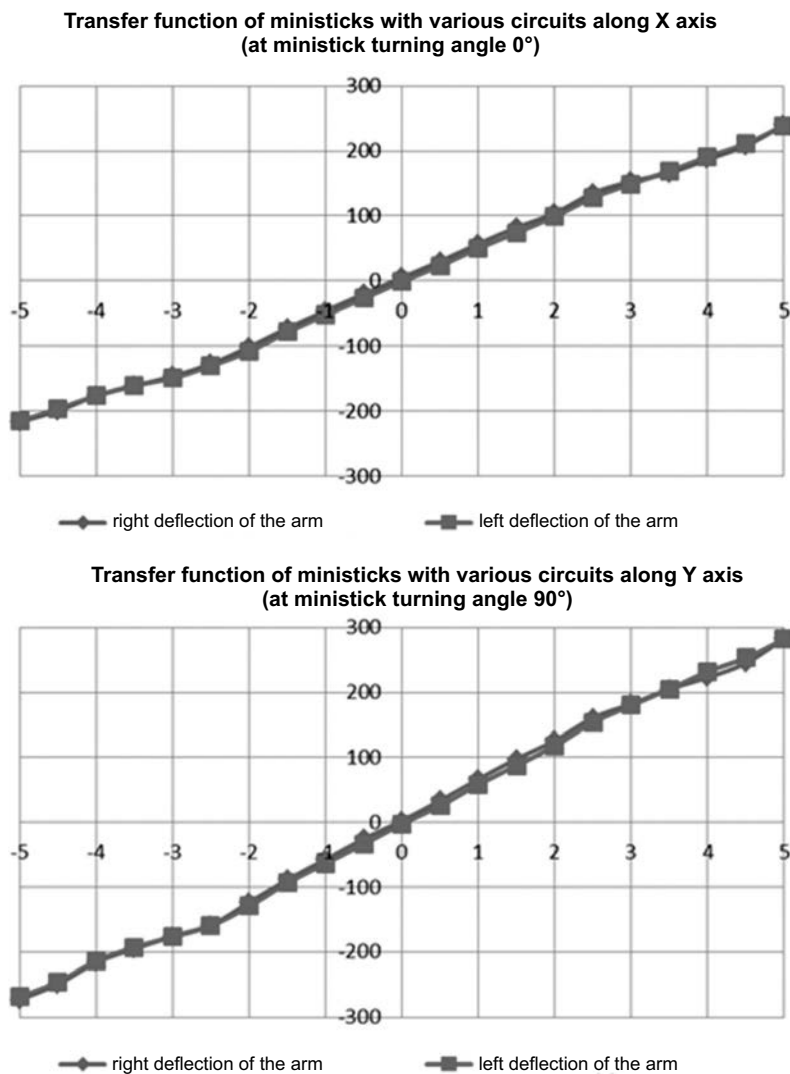 Transfer function of ministicks with various circuits along X axis
(at ministick turning angle 0°)
300
200
100
0
-5 -4 -3 -2 -1 0 1 2 3 4 5
-100
-200
-300
right deflection of the arm left deflection of the arm
Transfer function of ministicks with various circuits along Y axis
(at ministick turning angle 90°)
300
200
100
0
-5 -4 -3 -2 -1 0 1 2 3 4 5
-100
-200
-300
right deflection of the arm left deflection of the arm